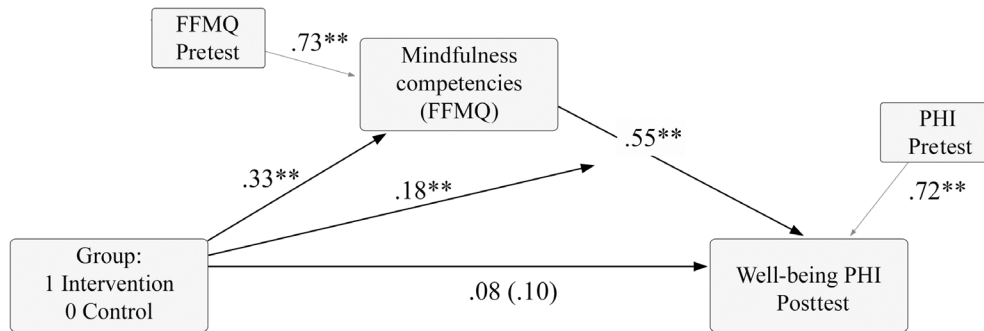 FFMQ
Pretest
.73**
Mindfulness
competencies
(FFMQ)
.55**
PHI
Pretest
.33**
.18**
.72**
Group:
1 Intervention
0 Control
.08 (.10)
Well-being PHI
Posttest